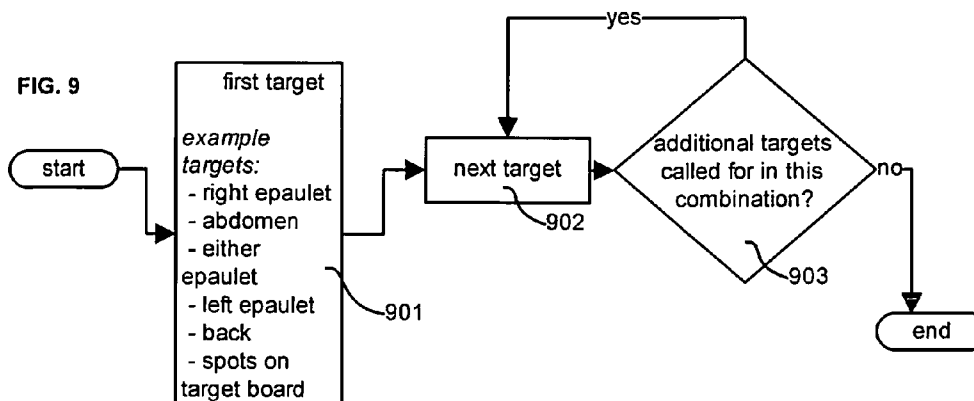 FIG. 9
start
first target
example
targets:
- right epaulet
- abdomen
- either
epaulet
- left epaulet
- back
- spots on
target board
901
next target
902
yes
additional targets
called for in this
combination?
903
no
end